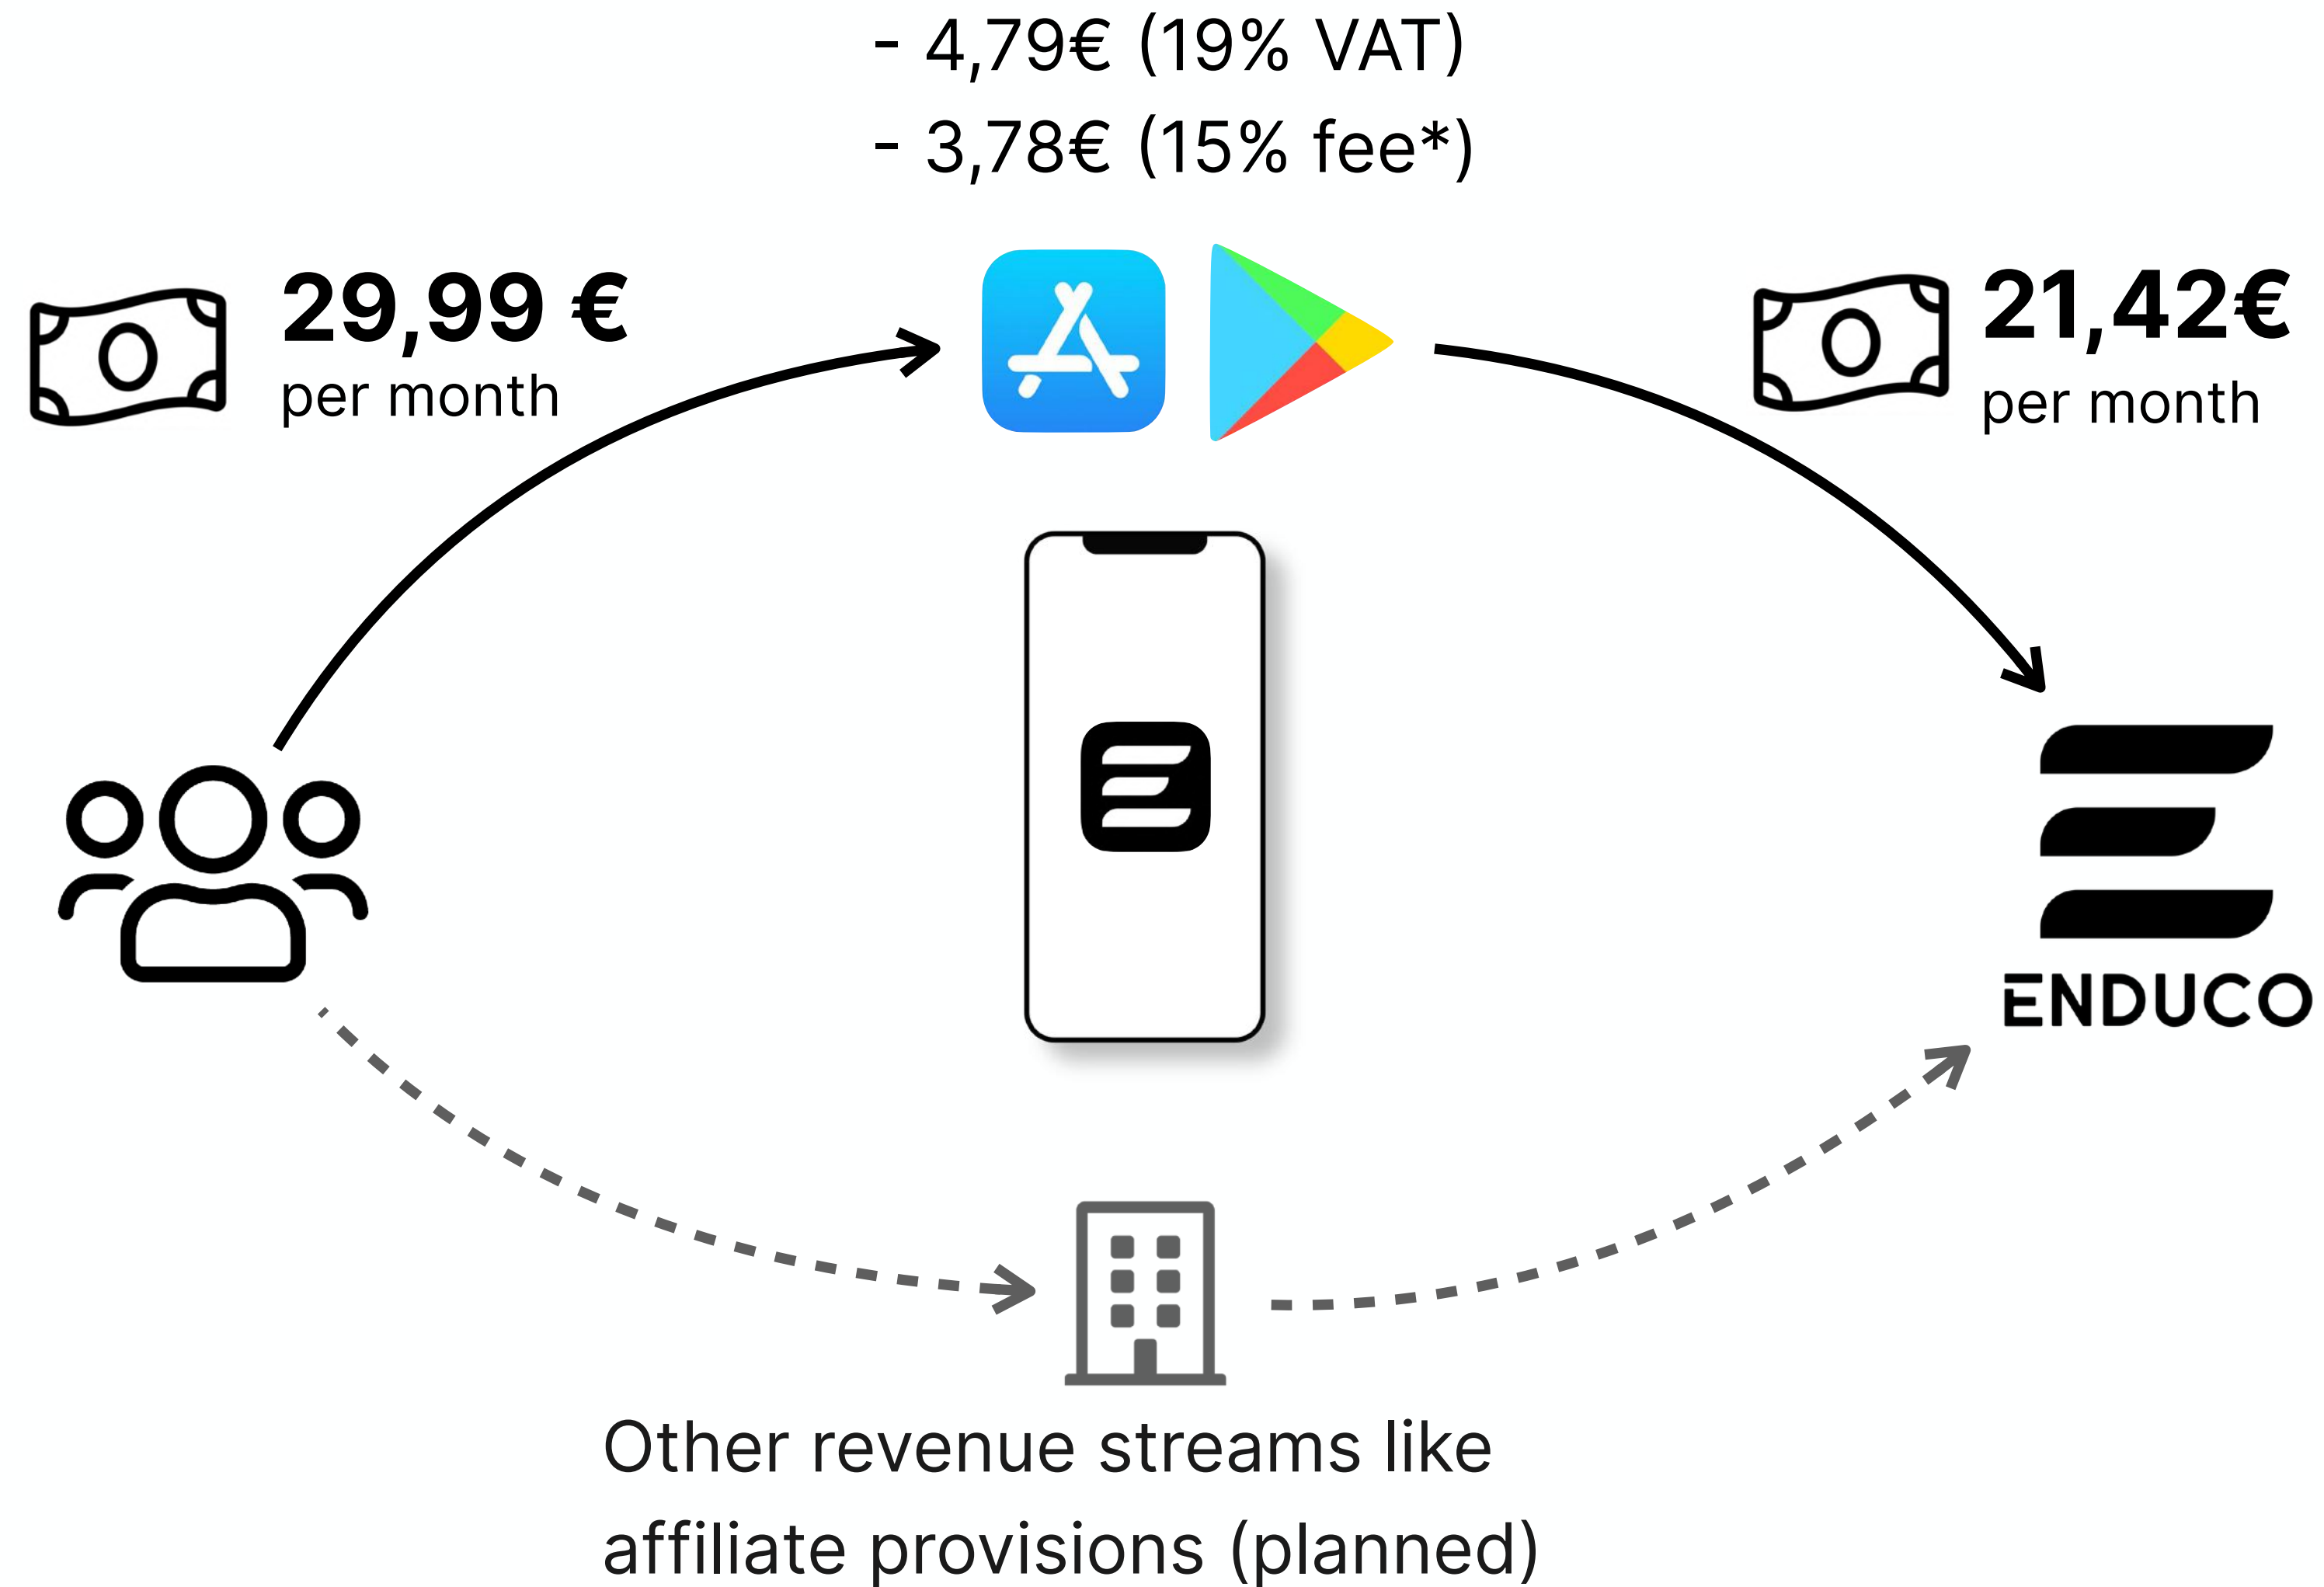 - 4,79€ (19% VAT)
- 3,78€ (15% fee*)
29,99 €
per month
21,42€
per month
ENDUCO
Other revenue streams like
affiliate provisions (planned)